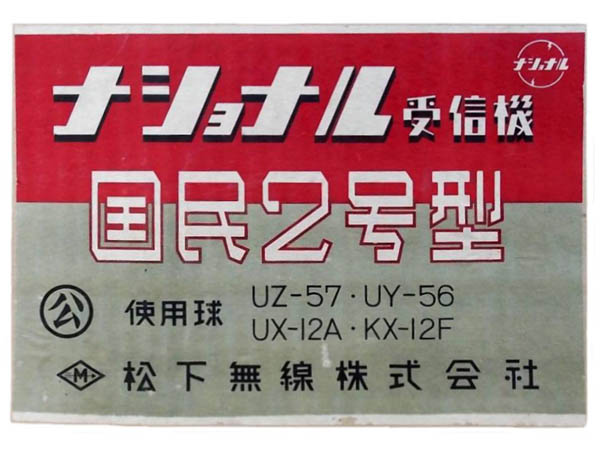 ナショナル
ナショナル受信機
国民2号型
公 使用球 UZ-57・UY-56
UX-12A・KX-12F
M 松下無線株式会社